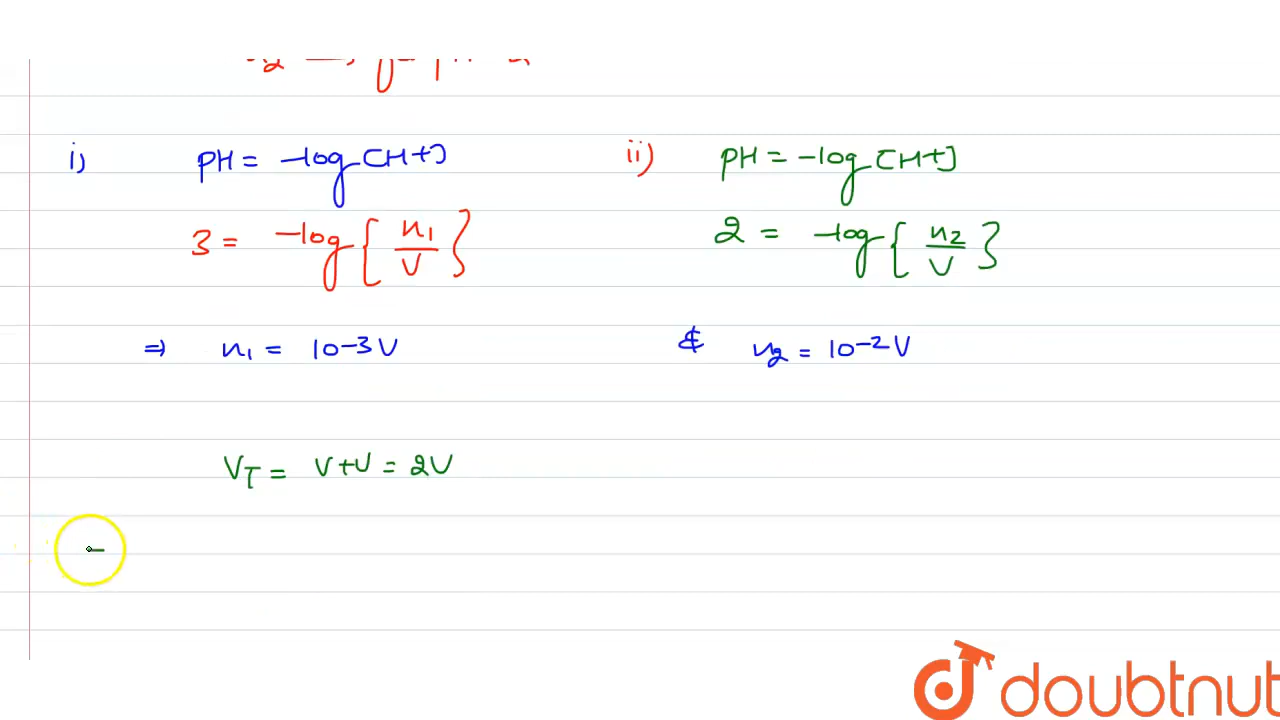 i) PH = -log [H+] ii) PH = -log [H+]
3 = -log { n1/V } 2 = -log { n2/V }
⇒ n1 = 10-3 V & n2 = 10-2 V
VT = V+V = 2V
doubtnut